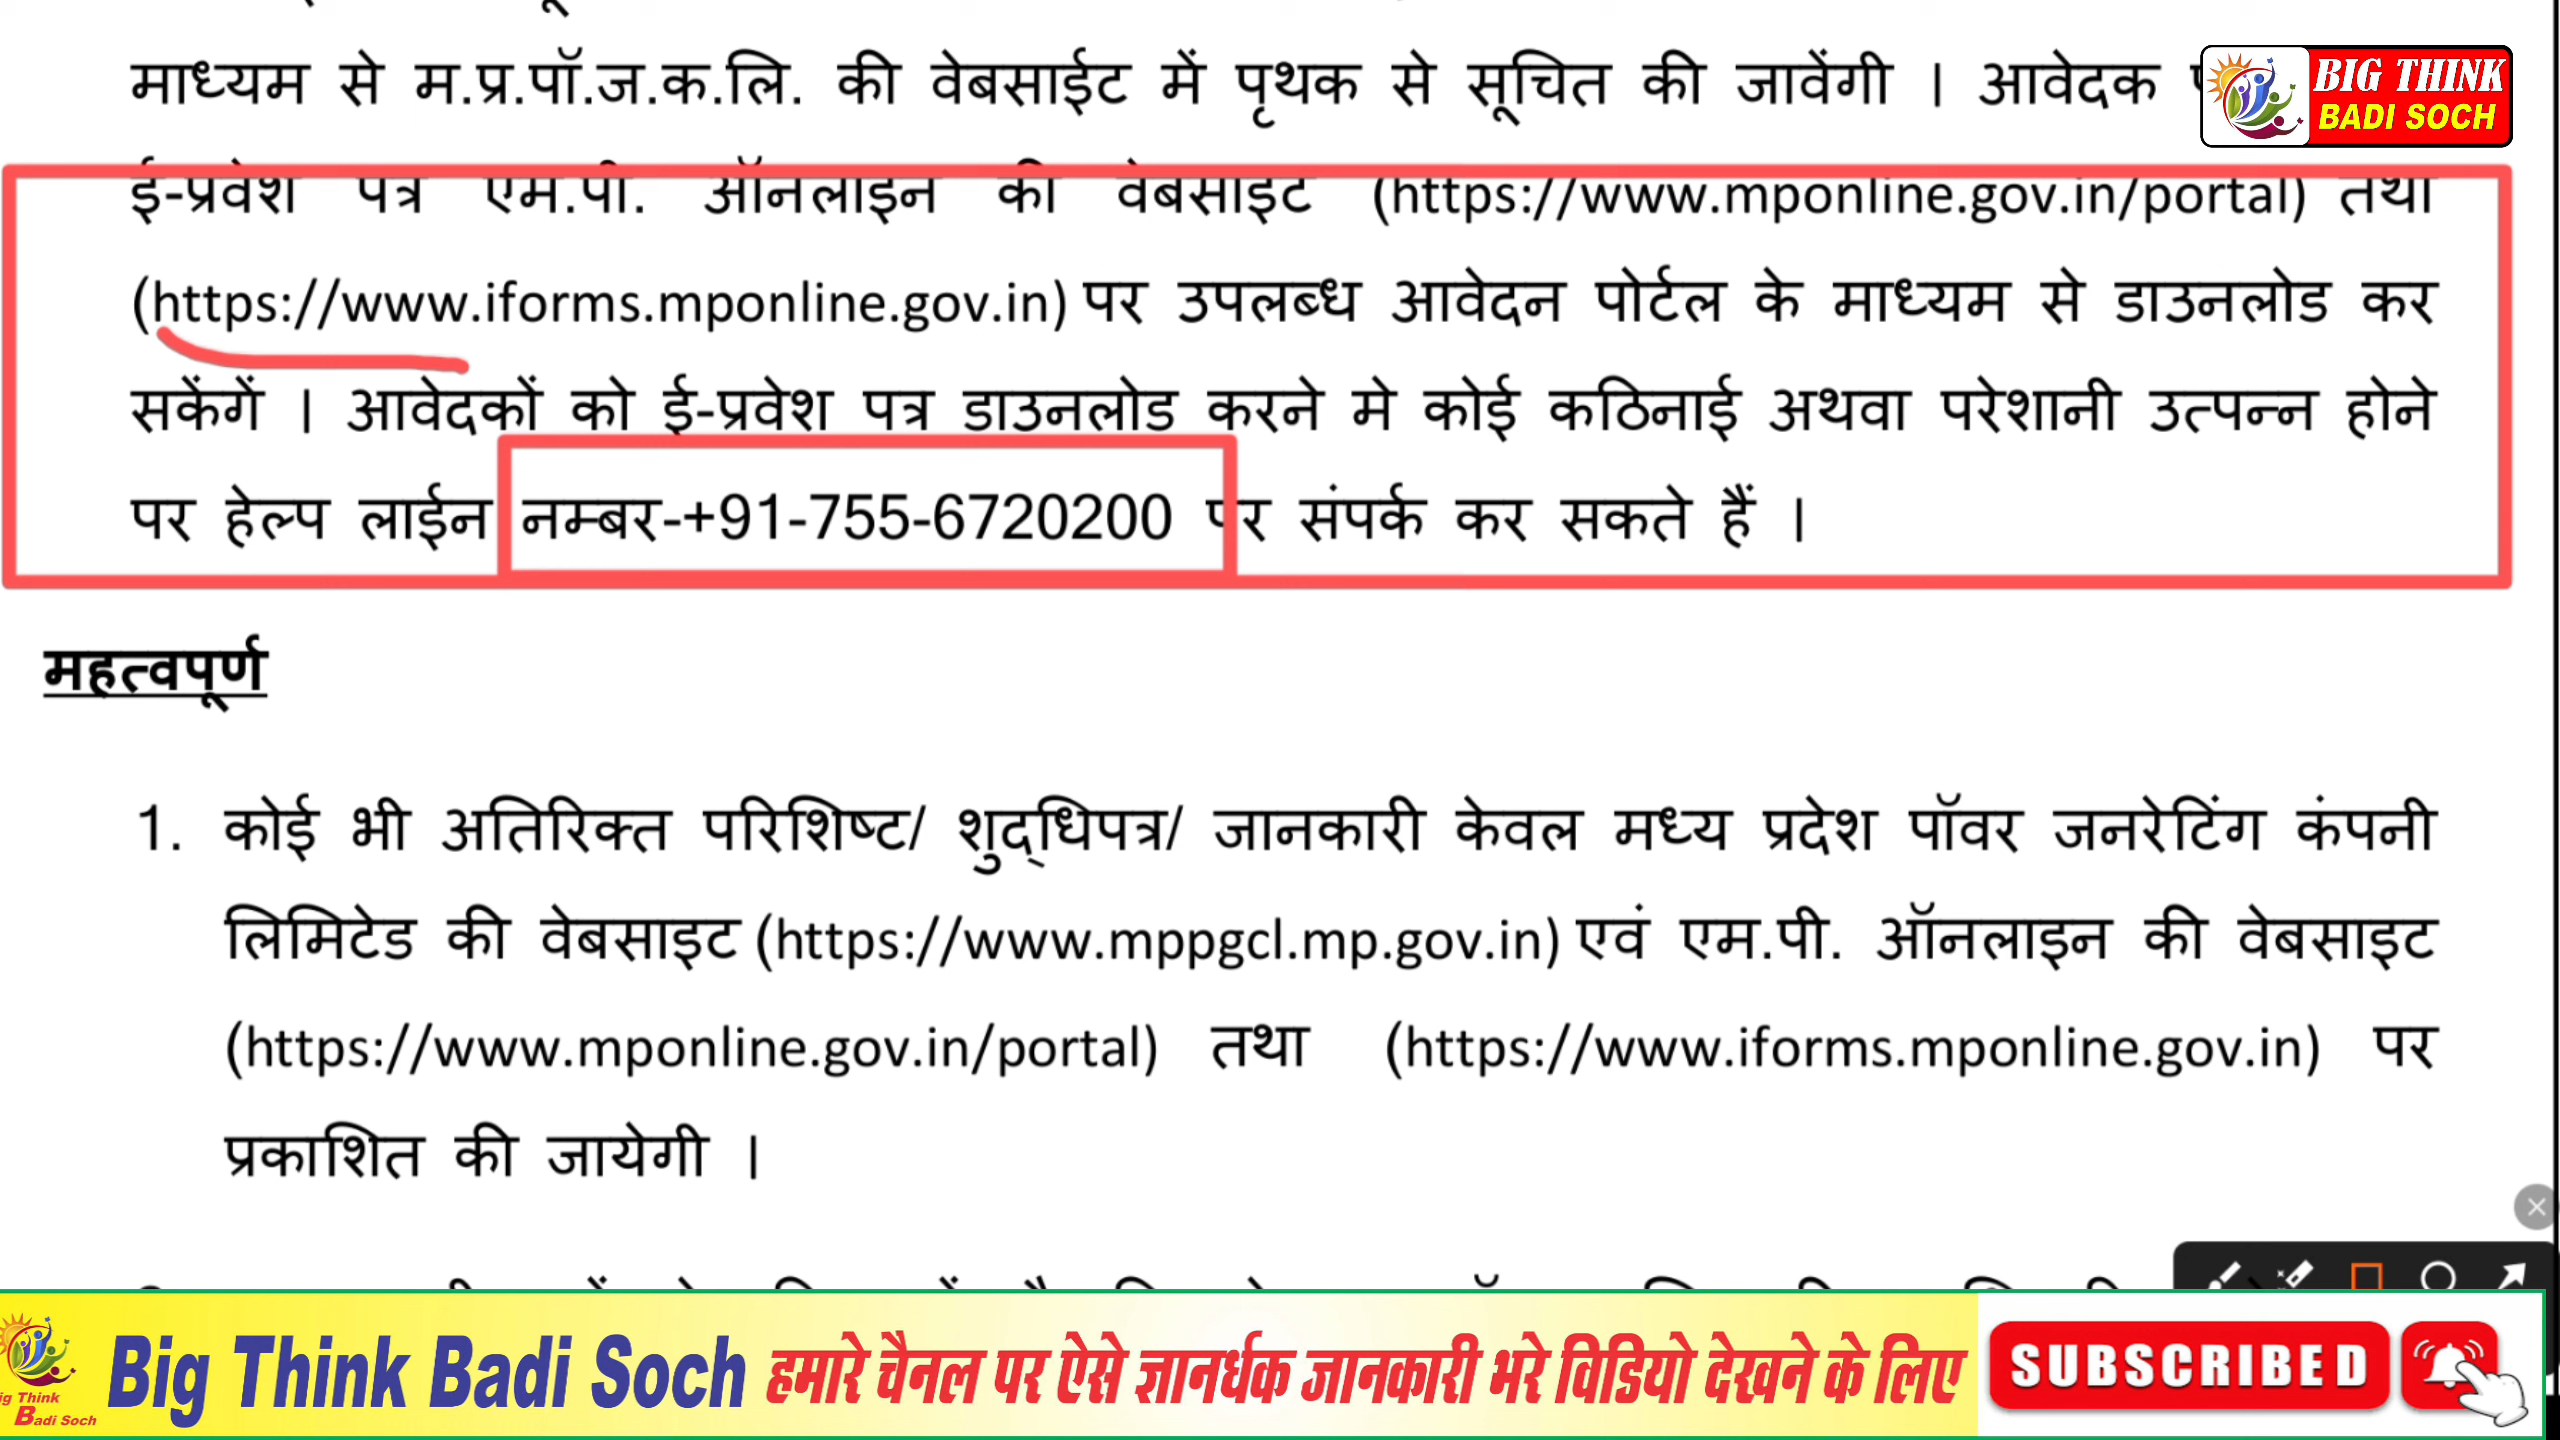 माध्यम से म.प्र.पॉ.ज.क.लि. की वेबसाईट में पृथक से सूचित की जावेंगी । आवेदक
BIG THINK
BADI SOCH
ई-प्रवेश पत्र एम.पी. ऑनलाइन की वेबसाइट (https://www.mponline.gov.in/portal) तथा
(https://www.iforms.mponline.gov.in) पर उपलब्ध आवेदन पोर्टल के माध्यम से डाउनलोड कर
सकेंगें । आवेदकों को ई-प्रवेश पत्र डाउनलोड करने मे कोई कठिनाई अथवा परेशानी उत्पन्न होने
पर हेल्प लाईन नम्बर-+91-755-6720200 पर संपर्क कर सकते हैं ।
महत्वपूर्ण
1. कोई भी अतिरिक्त परिशिष्ट/ शुद्धिपत्र/ जानकारी केवल मध्य प्रदेश पॉवर जनरेटिंग कंपनी
लिमिटेड की वेबसाइट (https://www.mppgcl.mp.gov.in) एवं एम.पी. ऑनलाइन की वेबसाइट
(https://www.mponline.gov.in/portal) तथा (https://www.iforms.mponline.gov.in) पर
प्रकाशित की जायेगी ।
Big Think Badi Soch हमारे चैनल पर ऐसे ज्ञानर्धक जानकारी भरे विडियो देखने के लिए
SUBSCRIBED
ig Think
Badi Soch